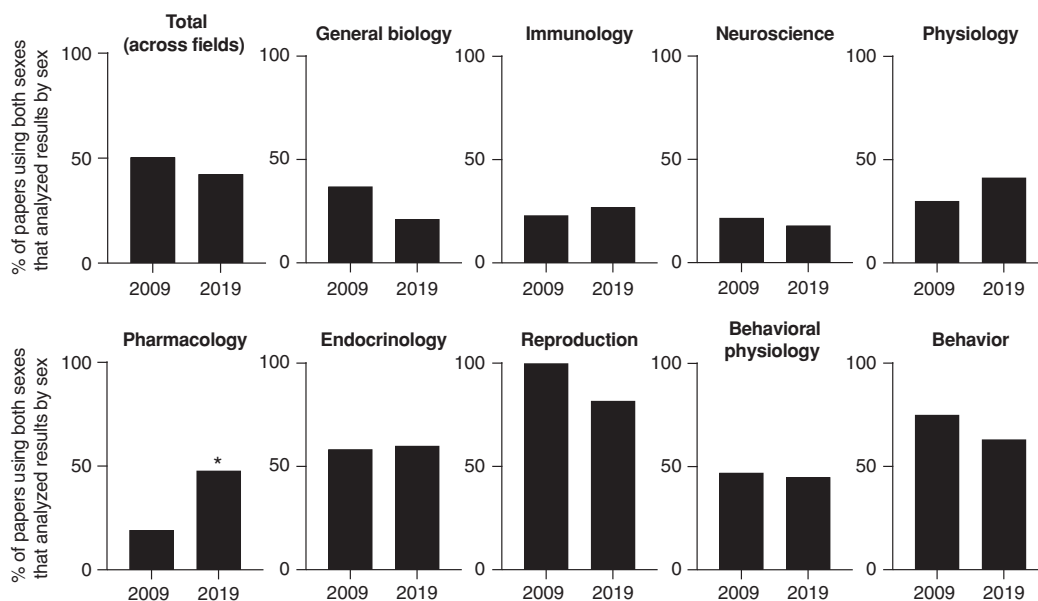 Total
(across fields)
General biology
Immunology
Neuroscience
Physiology
% of papers using both sexes
that analyzed results by sex
100
50
0
2009 2019
100
50
0
2009 2019
100
50
0
2009 2019
100
50
0
2009 2019
100
50
0
2009 2019
Pharmacology
Endocrinology
Reproduction
Behavioral
physiology
Behavior
% of papers using both sexes
that analyzed results by sex
100
50
0
*
2009 2019
100
50
0
2009 2019
100
50
0
2009 2019
100
50
0
2009 2019
100
50
0
2009 2019